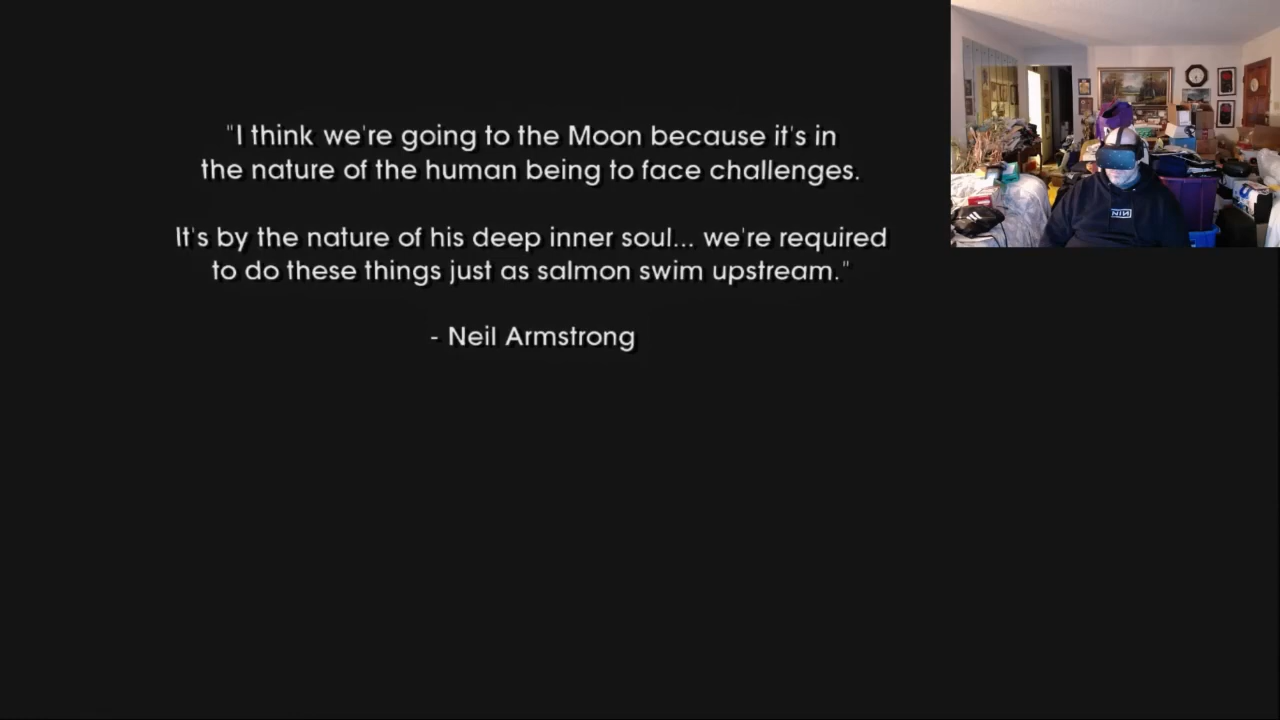 "I think we're going to the Moon because it's in
the nature of the human being to face challenges.
It's by the nature of his deep inner soul... we're required
to do these things just as salmon swim upstream."
- Neil Armstrong
NIN